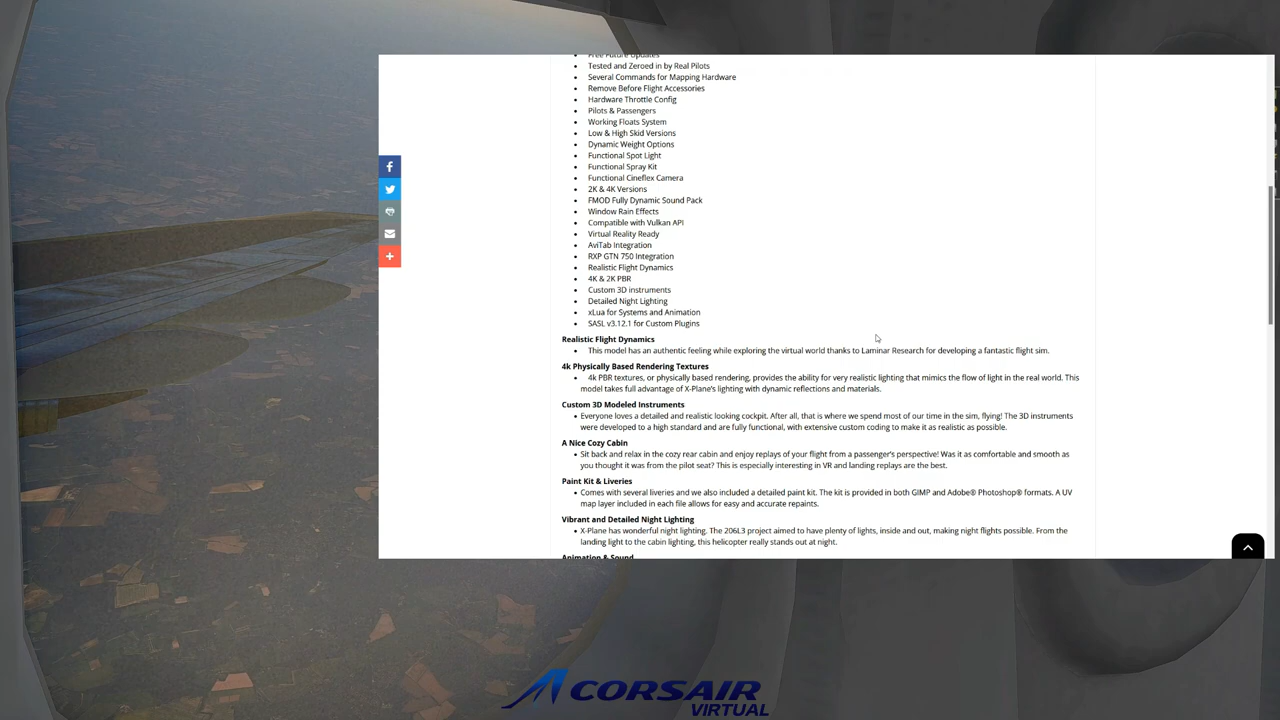 Free Future Updates
Tested and Zeroed in by Real Pilots
Several Commands for Mapping Hardware
Remove Before Flight Accessories
Hardware Throttle Config
Pilots & Passengers
Working Floats System
Low & High Skid Versions
Dynamic Weight Options
Functional Spot Light
Functional Spray Kit
Functional Cineflex Camera
2K & 4K Versions
FMOD Fully Dynamic Sound Pack
Window Rain Effects
Compatible with Vulkan API
Virtual Reality Ready
AviTab Integration
RXP GTN 750 Integration
Realistic Flight Dynamics
4K & 2K PBR
Custom 3D instruments
Detailed Night Lighting
xLua for Systems and Animation
SASL v3.12.1 for Custom Plugins
Realistic Flight Dynamics
This model has an authentic feeling while exploring the virtual world thanks to Laminar Research for developing a fantastic flight sim.
4k Physically Based Rendering Textures
4k PBR textures, or physically based rendering, provides the ability for very realistic lighting that mimics the flow of light in the real world. This
model takes full advantage of X-Plane's lighting with dynamic reflections and materials.
Custom 3D Modeled Instruments
Everyone loves a detailed and realistic looking cockpit. After all, that is where we spend most of our time in the sim, flying! The 3D instruments
were developed to a high standard and are fully functional, with extensive custom coding to make it as realistic as possible.
A Nice Cozy Cabin
Sit back and relax in the cozy rear cabin and enjoy replays of your flight from a passenger's perspective! Was it as comfortable and smooth as
you thought it was from the pilot seat? This is especially interesting in VR and landing replays are the best.
Paint Kit & Liveries
Comes with several liveries and we also included a detailed paint kit. The kit is provided in both GIMP and Adobe® Photoshop® formats. A UV
map layer included in each file allows for easy and accurate repaints.
Vibrant and Detailed Night Lighting
X-Plane has wonderful night lighting. The 206L3 project aimed to have plenty of lights, inside and out, making night flights possible. From the
landing light to the cabin lighting, this helicopter really stands out at night.
Animation & Sound
CORSAIR
VIRTUAL